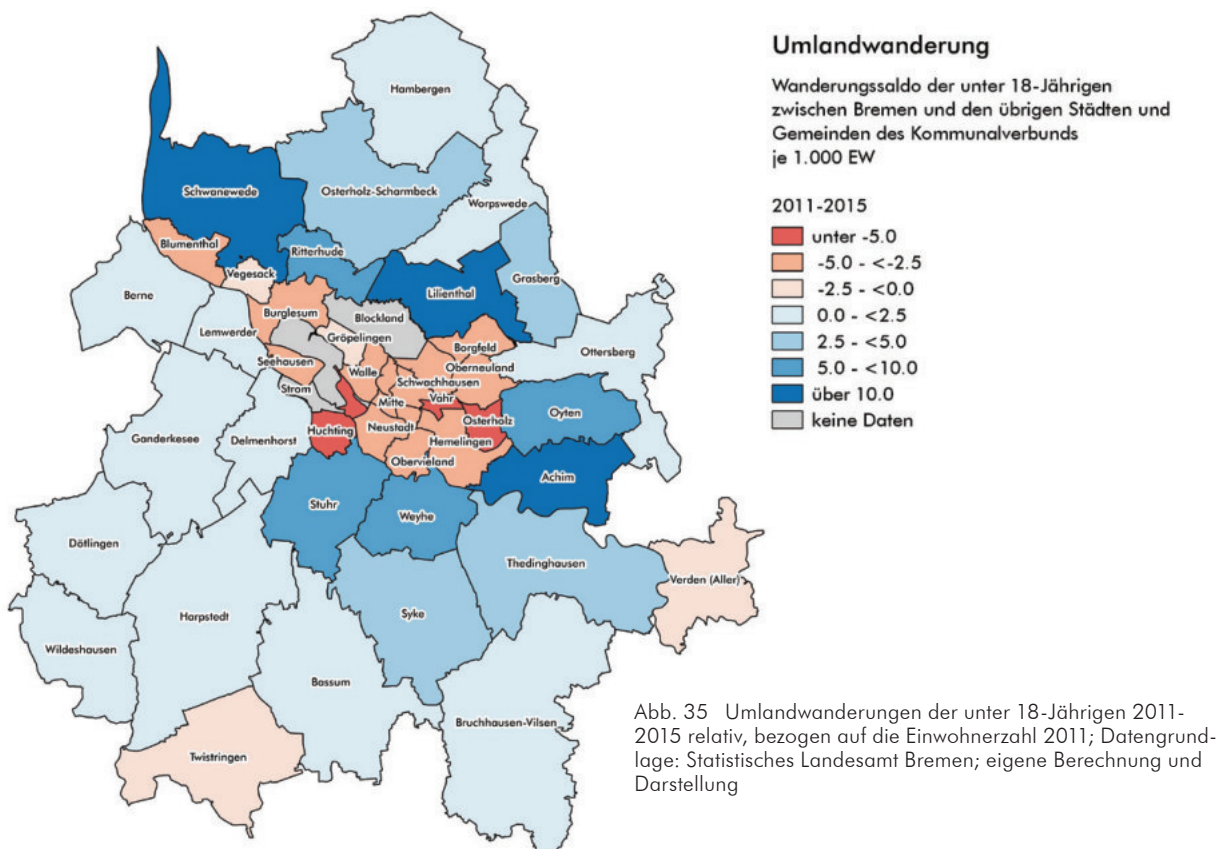 Umlandwanderung
Wanderungssaldo der unter 18-Jährigen
zwischen Bremen und den übrigen Städten und
Gemeinden des Kommunalverbunds
je 1.000 EW
2011-2015
unter -5.0
-5.0 - <-2.5
-2.5 - <0.0
0.0 - <2.5
2.5 - <5.0
5.0 - <10.0
über 10.0
keine Daten
Hambergen
Schwanewede
Osterholz-Scharmbeck
Worpswede
Blumenthal
Ritterhude
Vegesack
Grasberg
Berne
Lilienthal
Burglesum
Blockland
Lemwerder
Gröpelingen
Borgfeld
Ottersberg
Seehausen
Oberneuland
Walle
Schwachhausen
Strom
Vahr
Mitte
Oyten
Osterholz
Huchting
Neustadt
Ganderkesee
Delmenhorst
Hemelingen
Obervieland
Achim
Stuhr
Weyhe
Dötlingen
Thedinghausen
Verden (Aller)
Harpstedt
Syke
Wildeshausen
Bassum
Bruchhausen-Vilsen
Twistringen
Abb. 35 Umlandwanderungen der unter 18-Jährigen 2011-
2015 relativ, bezogen auf die Einwohnerzahl 2011; Datengrund-
lage: Statistisches Landesamt Bremen; eigene Berechnung und
Darstellung